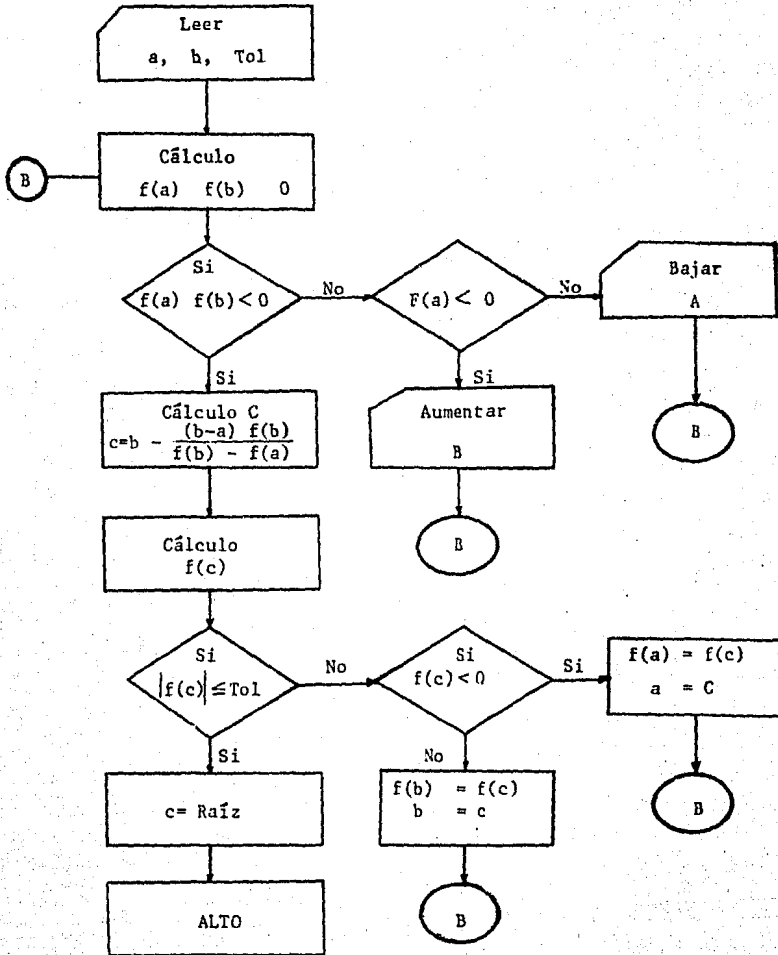 Leer
a, b, Tol
B
Cálculo
f(a) f(b) 0
Si
f(a) f(b) < 0
No
F(a) < 0
No
Bajar
A
B
Si
Si
Cálculo C
c=b - (b-a) f(b)
f(b) - f(a)
Aumentar
B
B
Cálculo
f(c)
Si
|f(c)| ≤ Tol
No
Si
f(c) < 0
Si
f(a) = f(c)
a = C
B
Si
No
c= Raíz
f(b) = f(c)
b = c
B
ALTO